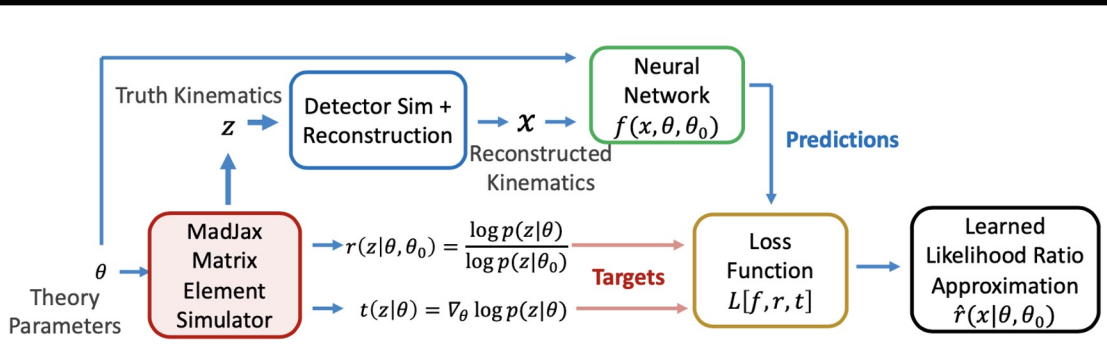 Truth Kinematics
z
Detector Sim +
Reconstruction
x
Reconstructed
Kinematics
Neural
Network
f(x, θ, θ₀)
Predictions
θ
Theory
Parameters
MadJax
Matrix
Element
Simulator
r(z|θ, θ₀) = log p(z|θ) / log p(z|θ₀)
t(z|θ) = ∇θ log p(z|θ)
Targets
Loss
Function
L[f, r, t]
Learned
Likelihood Ratio
Approximation
r̂(x|θ, θ₀)